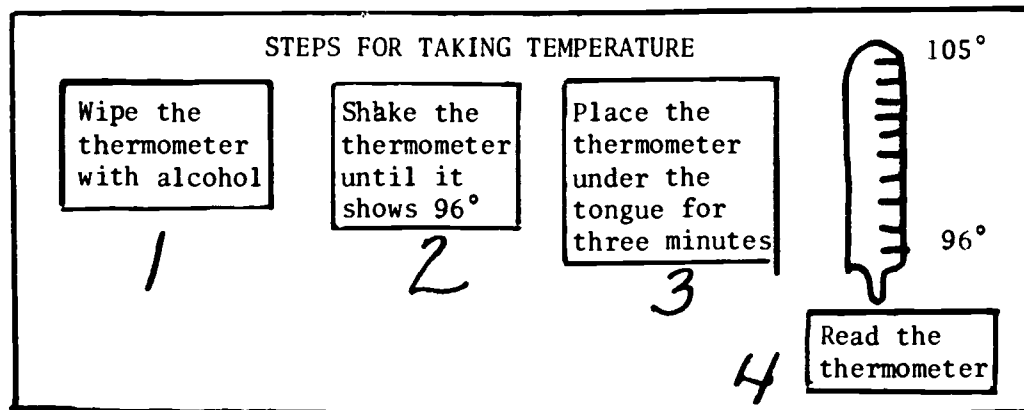 STEPS FOR TAKING TEMPERATURE
Wipe the
thermometer
with alcohol
1
Shake the
thermometer
until it
shows 96°
2
Place the
thermometer
under the
tongue for
three minutes
3
105°
96°
Read the
thermometer
4